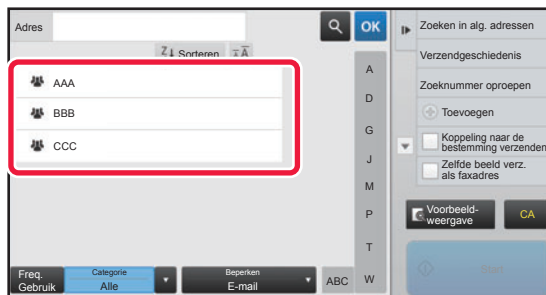 Adres
OK
Z Sorteren A
AAA
BBB
CCC
A
D
G
J
M
P
T
W
Freq.
Gebruik
Categorie
Alle
Beperken
E-mail
ABC
Zoeken in alg. adressen
Verzendgeschiedenis
Zoeknummer oproepen
Toevoegen
Koppeling naar de
bestemming verzenden
Zelfde beeld verz.
als faxadres
Voorbeeld-
weergave
CA
Start